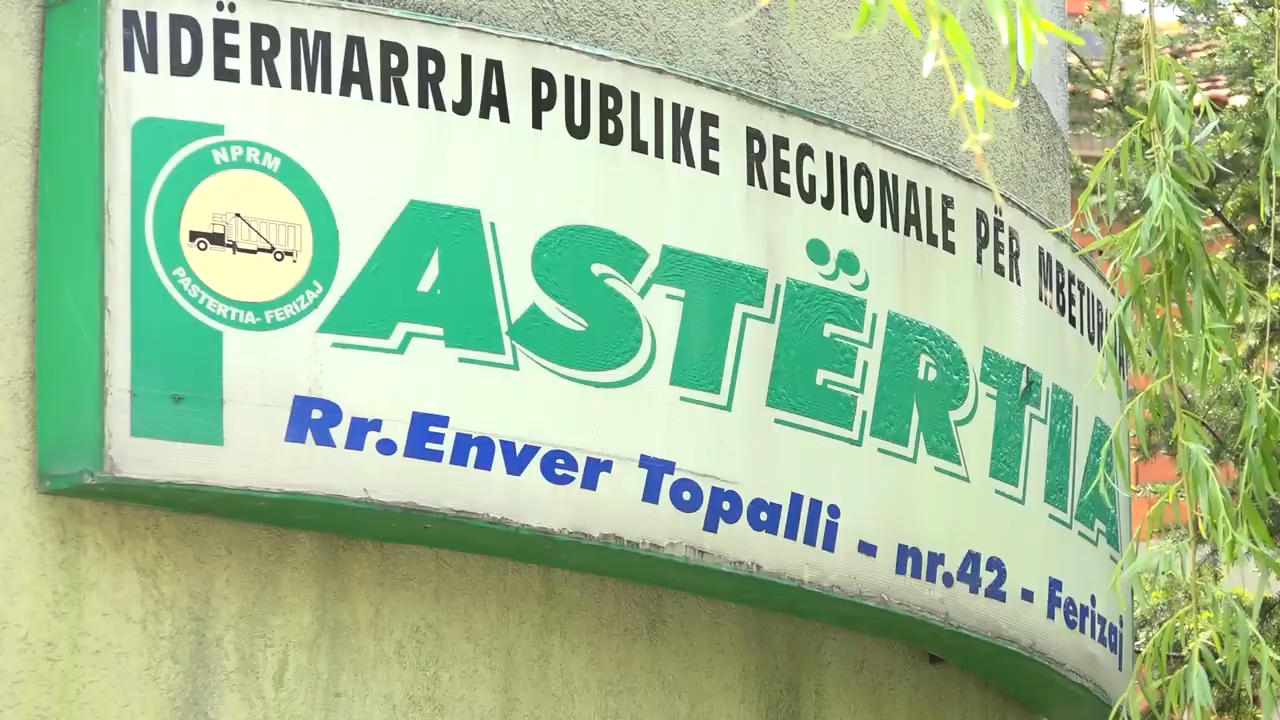 NDËRMARRJA PUBLIKE REGJIONALE PËR
NPRM
PASTERTIA-FERIZAJ
PASTËRTIA
Rr.Enver Topalli - nr.42 - Ferizaj